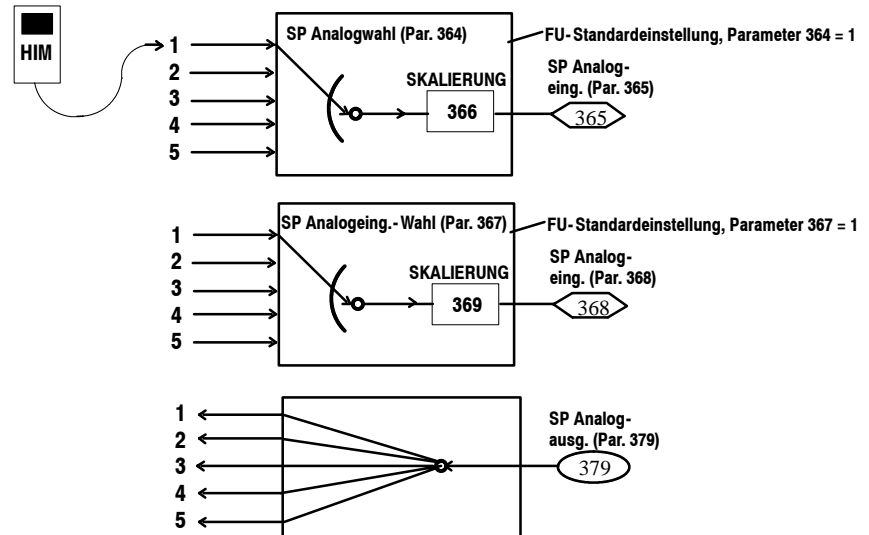 HIM
1
2
3
4
5
SP Analogwahl (Par. 364)
SKALIERUNG
366
FU- Standardeinstellung, Parameter 364 = 1
SP Analog-
eing. (Par. 365)
365
1
2
3
4
5
SP Analogeing.- Wahl (Par. 367)
SKALIERUNG
369
FU- Standardeinstellung, Parameter 367 = 1
SP Analog-
eing. (Par. 368)
368
1
2
3
4
5
SP Analog-
ausg. (Par. 379)
379